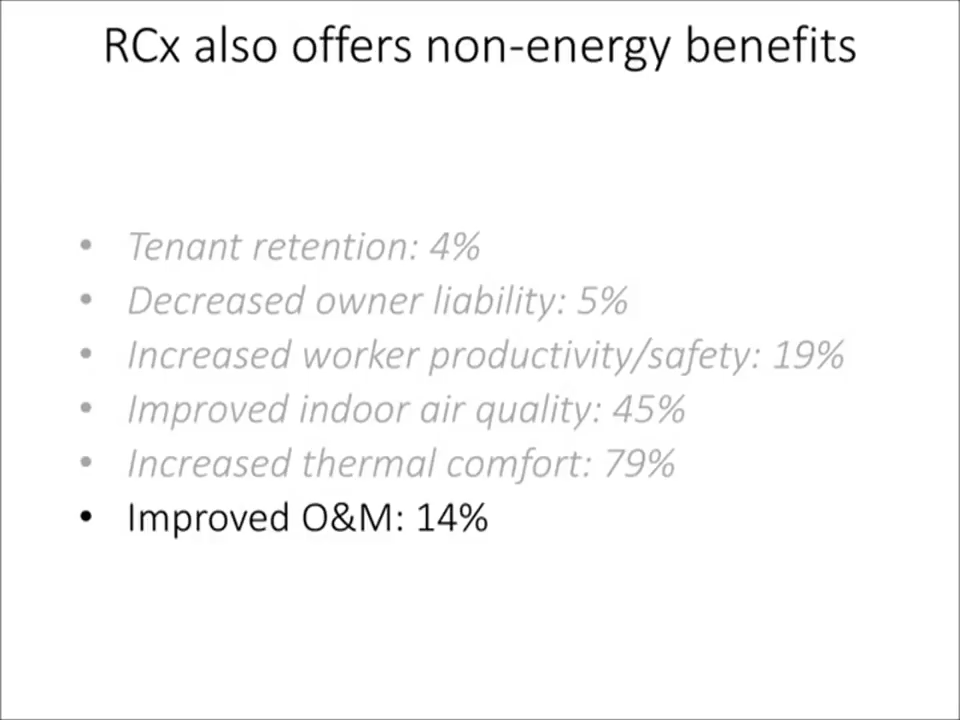 RCx also offers non-energy benefits
• Tenant retention: 4%
• Decreased owner liability: 5%
• Increased worker productivity/safety: 19%
• Improved indoor air quality: 45%
• Increased thermal comfort: 79%
• Improved O&M: 14%